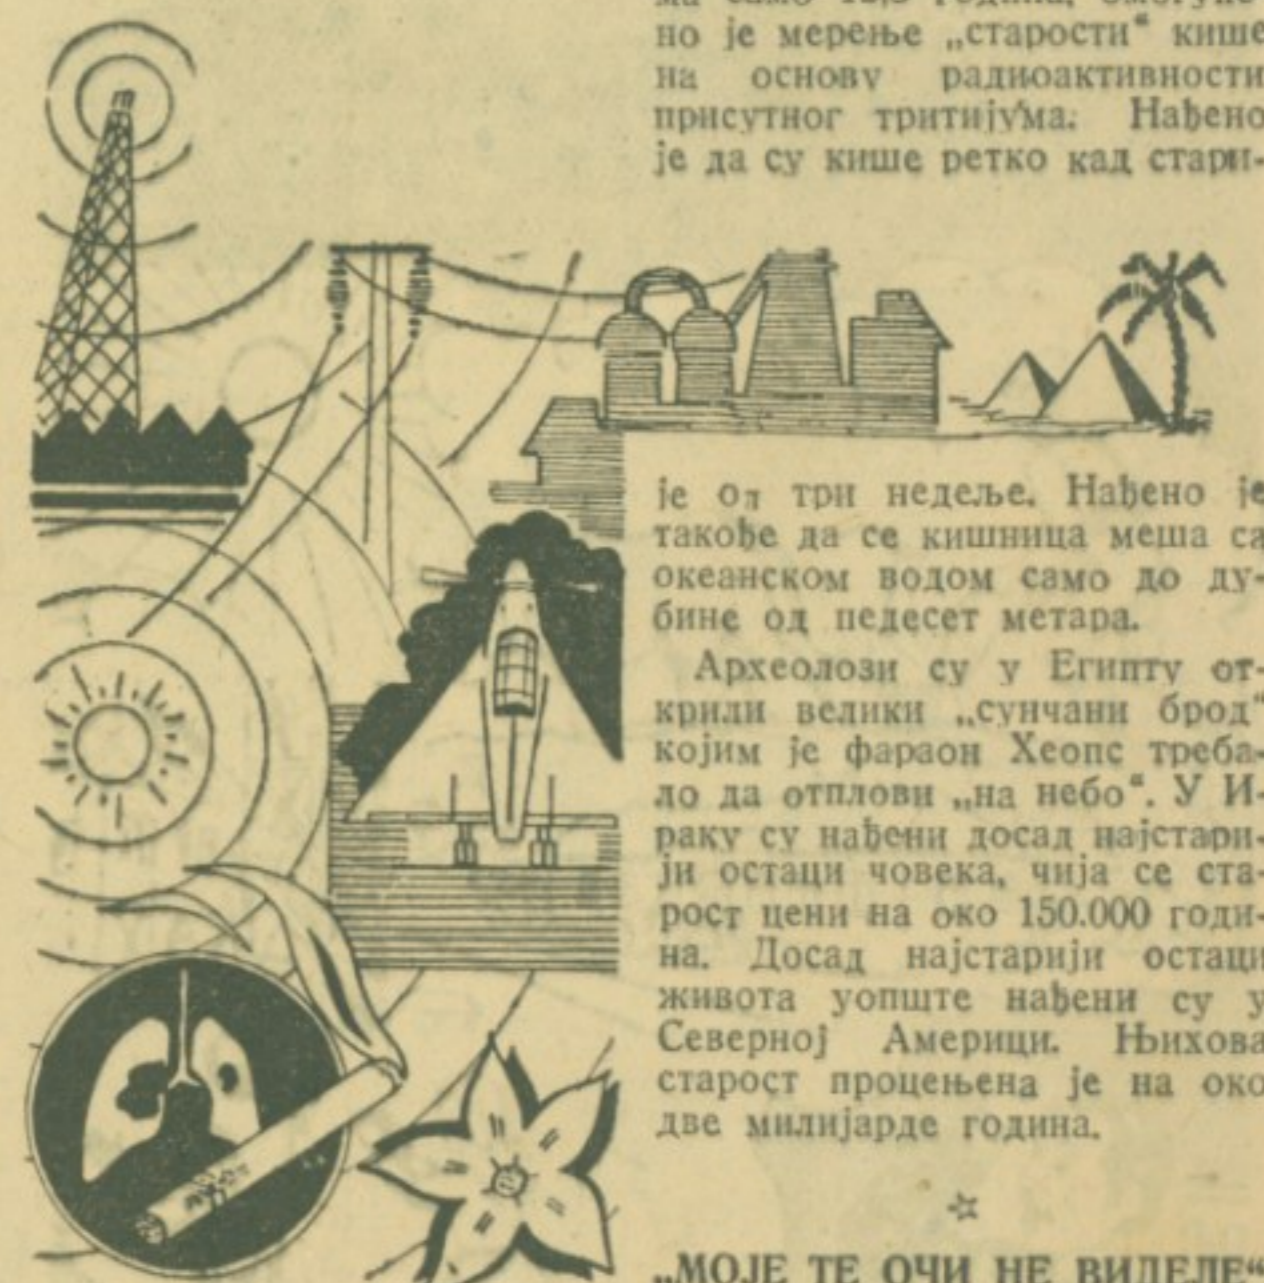 но је мерење „старости“ кише
на основу радиоактивности
присутног тритијума. Нађено
је да су кише ретко кад стари-
је од три недеље. Нађено је
такође да се кишница меша са
океанском водом само до ду-
бине од педесет метара.
Археолози су у Египту от-
крили велики „сунчани брод“
којим је фараон Хеопс треба-
ло да отплови „на небо“. У И-
раку су нађени досад најстари-
ји остаци човека, чија се ста-
рост цени на око 150.000 годи-
на. Досад најстарији остаци
живота уопште нађени су у
Северној Америци. Њихова
старост процењена је на око
две милијарде година.
„МОЈЕ ТЕ ОЧИ НЕ ВИДЕЛЕ“